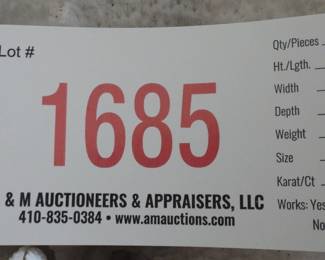 Lot #
1685
& M AUCTIONEERS & APPRAISERS, LLC
410-835-0384 • www.amauctions.com
Qty/Pieces
Ht./Lgth.
Width
Depth
Weight
Size
Karat/Ct
Works: Yes
No